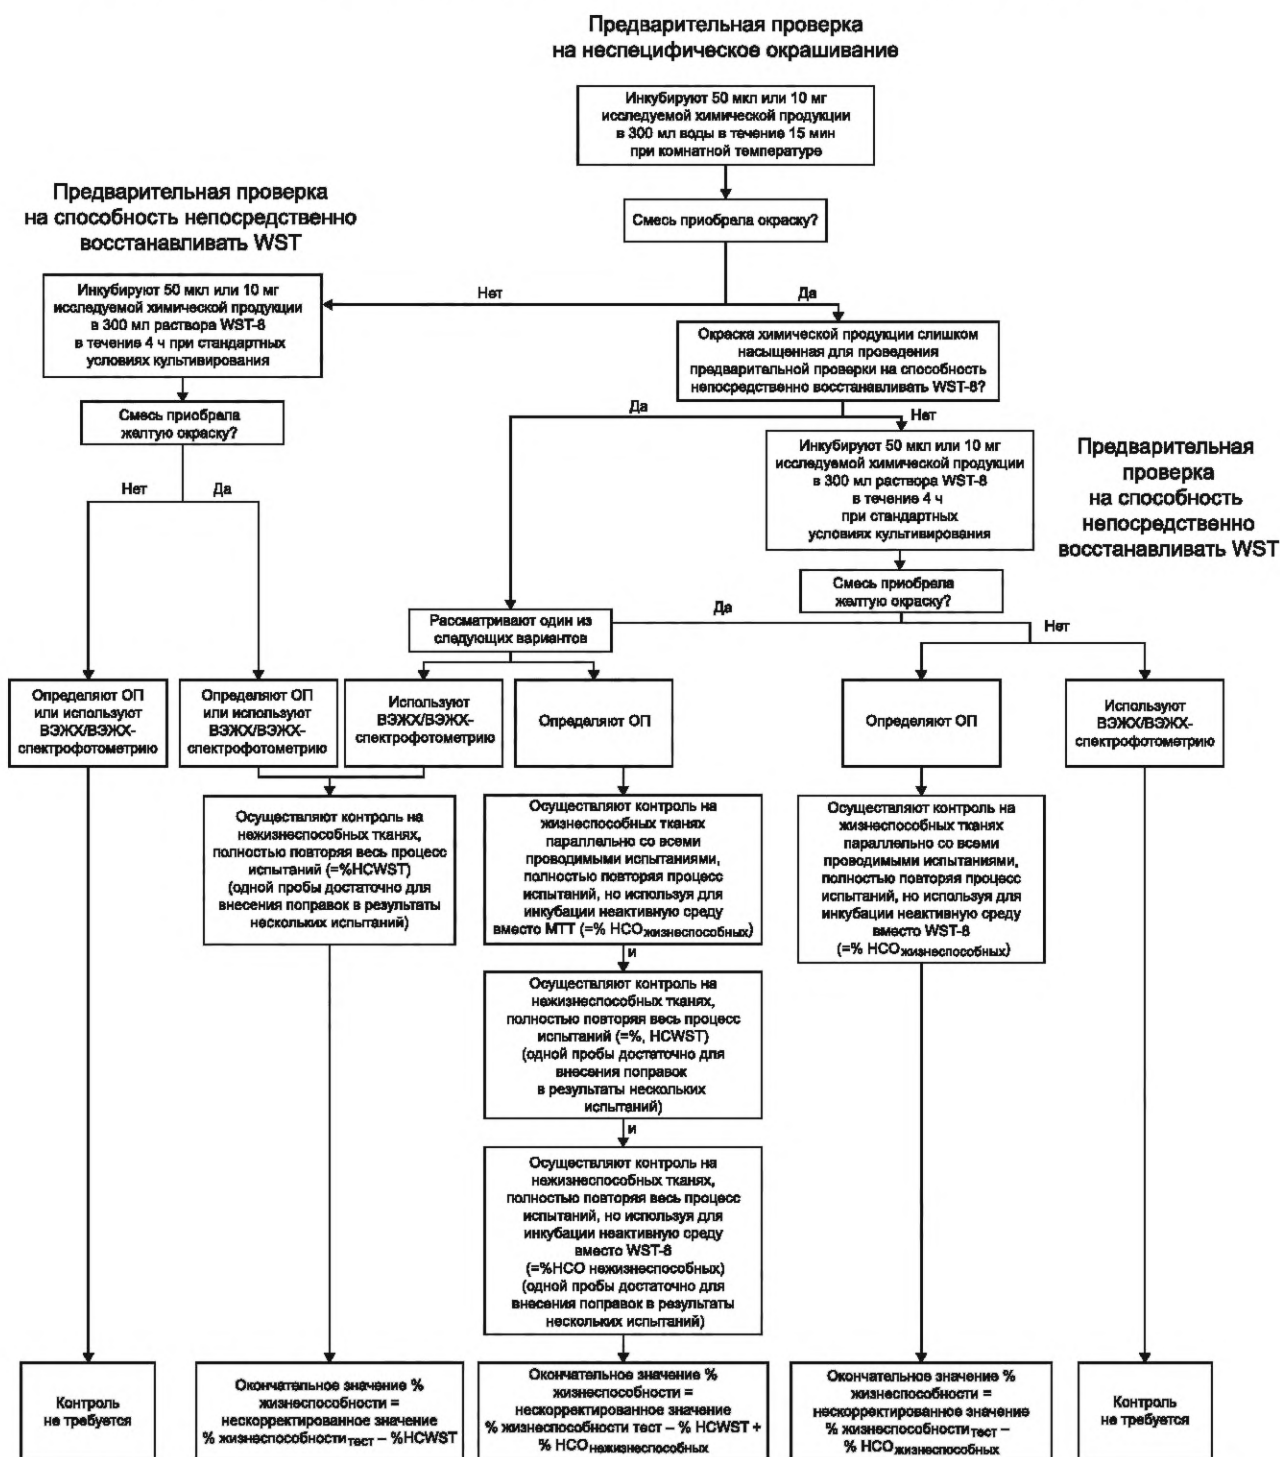 Предварительная проверка
на неспецифическое окрашивание
Инкубируют 50 мкл или 10 мг
исследуемой химической продукции
в 300 мл воды в течение 15 мин
при комнатной температуре
Смесь приобрела окраску?
Предварительная проверка
на способность непосредственно
восстанавливать WST
Нет
Да
Инкубируют 50 мкл или 10 мг
исследуемой химической продукции
в 300 мл раствора WST-8
в течение 4 ч при стандартных
условиях культивирования
Смесь приобрела
желтую окраску?
Нет
Да
Окраска химической продукции слишком
насыщенная для проведения
предварительной проверки на способность
непосредственно восстанавливать WST-8?
Да
Нет
Инкубируют 50 мкл или 10 мг
исследуемой химической продукции
в 300 мл раствора WST-8
в течение 4 ч
при стандартных
условиях культивирования
Предварительная
проверка
на способность
непосредственно
восстанавливать WST
Смесь приобрела
желтую окраску?
Да
Нет
Рассматривают один из
следующих вариантов
Определяют ОП
или используют
ВЭЖХ/ВЭЖХ-
спектрофотометрию
Определяют ОП
или используют
ВЭЖХ/ВЭЖХ-
спектрофотометрию
Используют
ВЭЖХ/ВЭЖХ-
спектрофотометрию
Определяют ОП
Определяют ОП
Используют
ВЭЖХ/ВЭЖХ-
спектрофотометрию
Осуществляют контроль на
нежизнеспособных тканях,
полностью повторяя весь процесс
испытаний (=%HCWST)
(одной пробы достаточно для
внесения поправок в результаты
нескольких испытаний)
Осуществляют контроль на
жизнеспособных тканях
параллельно со всеми
проводимыми испытаниями,
полностью повторяя процесс
испытаний, но используя для
инкубации неактивную среду
вместо МТТ (=% НСОжизнеспособных)
и
Осуществляют контроль на
нежизнеспособных тканях,
полностью повторяя весь процесс
испытаний (=%, HCWST)
(одной пробы достаточно для
внесения поправок
в результаты нескольких
испытаний)
и
Осуществляют контроль на
нежизнеспособных тканях,
полностью повторяя весь процесс
испытаний, но используя для
инкубации неактивную среду
вместо WST-8
(=%НСО нежизнеспособных)
(одной пробы достаточно для
внесения поправок в результаты
нескольких испытаний)
Осуществляют контроль на
жизнеспособных тканях
параллельно со всеми
проводимыми испытаниями,
полностью повторяя процесс
испытаний, но используя для
инкубации неактивную среду
вместо WST-8
(=% НСОжизнеспособных)
Контроль
не требуется
Окончательное значение %
жизнеспособности =
нескорректированное значение
% жизнеспособноститест – %HCWST
Окончательное значение %
жизнеспособности =
нескорректированное значение
% жизнеспособности тест – % HCWST +
% НСОнежизнеспособных
Окончательное значение %
жизнеспособности =
нескорректированное значение
% жизнеспособноститест –
% НСОжизнеспособных
Контроль
не требуется